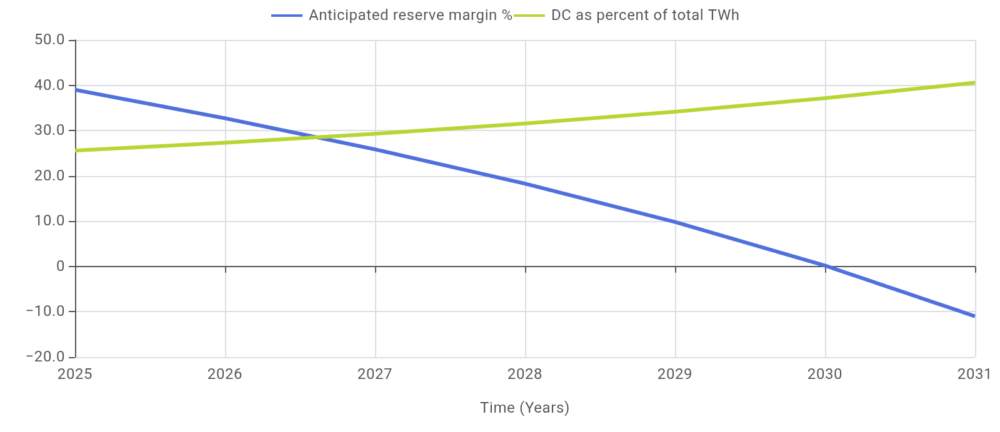 Anticipated reserve margin % DC as percent of total TWh
50.0
40.0
30.0
20.0
10.0
0
−10.0
−20.0
2025 2026 2027 2028 2029 2030 2031
Time (Years)